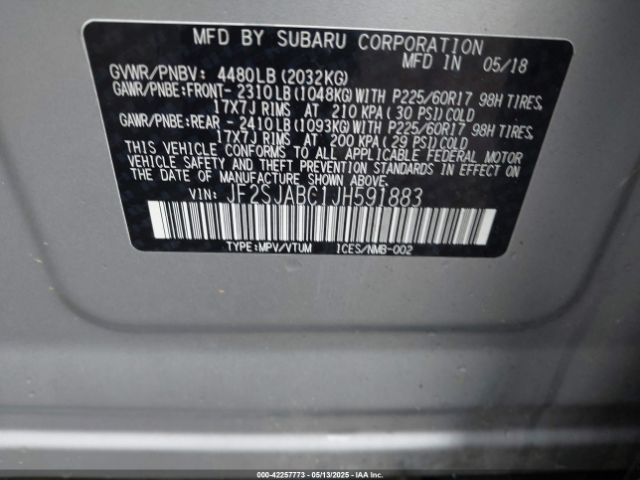 MFD BY SUBARU CORPORATION
MFD IN 05/18
GVWR/PNBV: 4480LB (2032KG)
GAWR/PNBE:FRONT- 2310LB (1048KG) WITH P225/60R17 98H TIRES,
17X7J RIMS AT 210 KPA (30 PSI) COLD
GAWR/PNBE:REAR - 2410LB (1093KG) WITH P225/60R17 98H TIRES,
17X7J RIMS AT 200 KPA (29 PSI) COLD
THIS VEHICLE CONFORMS TO ALL APPLICABLE FEDERAL MOTOR
VEHICLE SAFETY AND THEFT PREVENTION STANDARDS IN EFFECT ON
THE DATE OF MANUFACTURE SHOWN ABOVE.
VIN: JF2SJABC1JH591883
TYPE:MPV/VTUM ICES/NMB-002
000-42257773 - 05/13/2025 - IAAI.COM